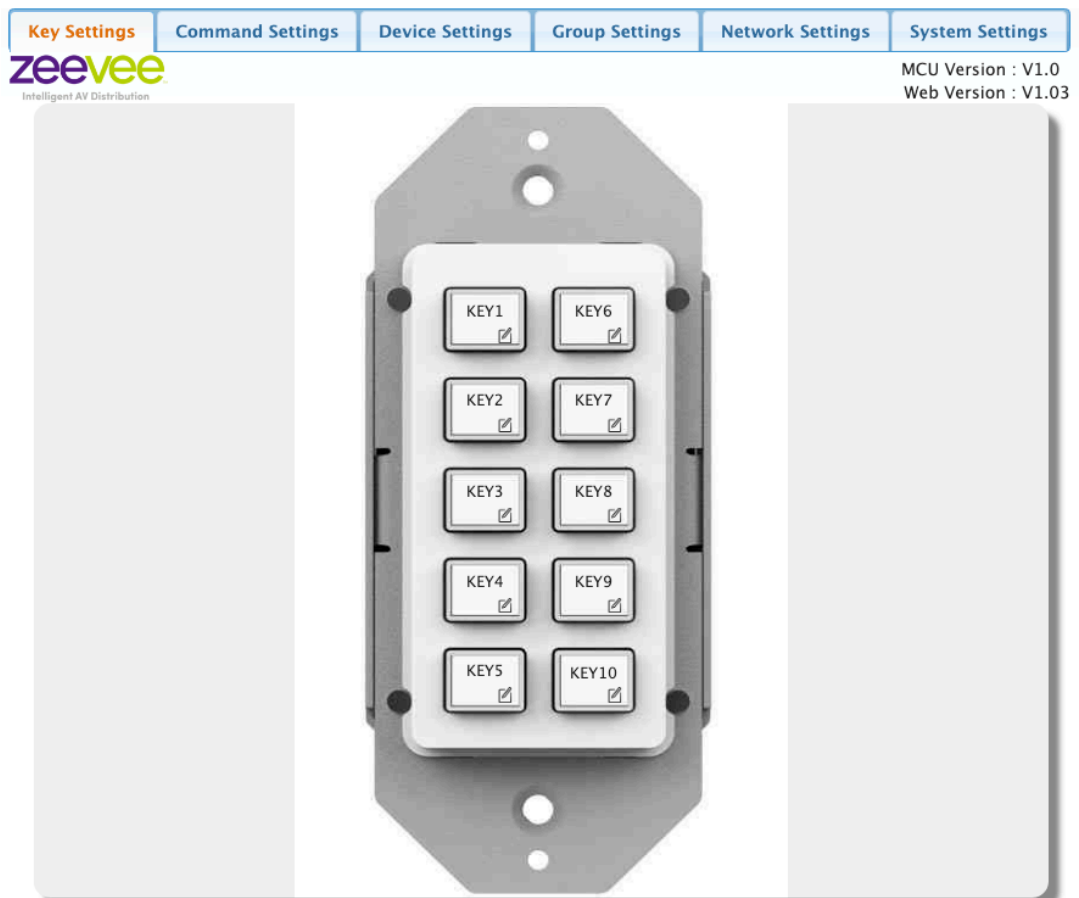 Key Settings Command Settings Device Settings Group Settings Network Settings System Settings
zeevee
Intelligent AV Distribution
MCU Version : V1.0
Web Version : V1.03
KEY1 KEY6
KEY2 KEY7
KEY3 KEY8
KEY4 KEY9
KEY5 KEY10